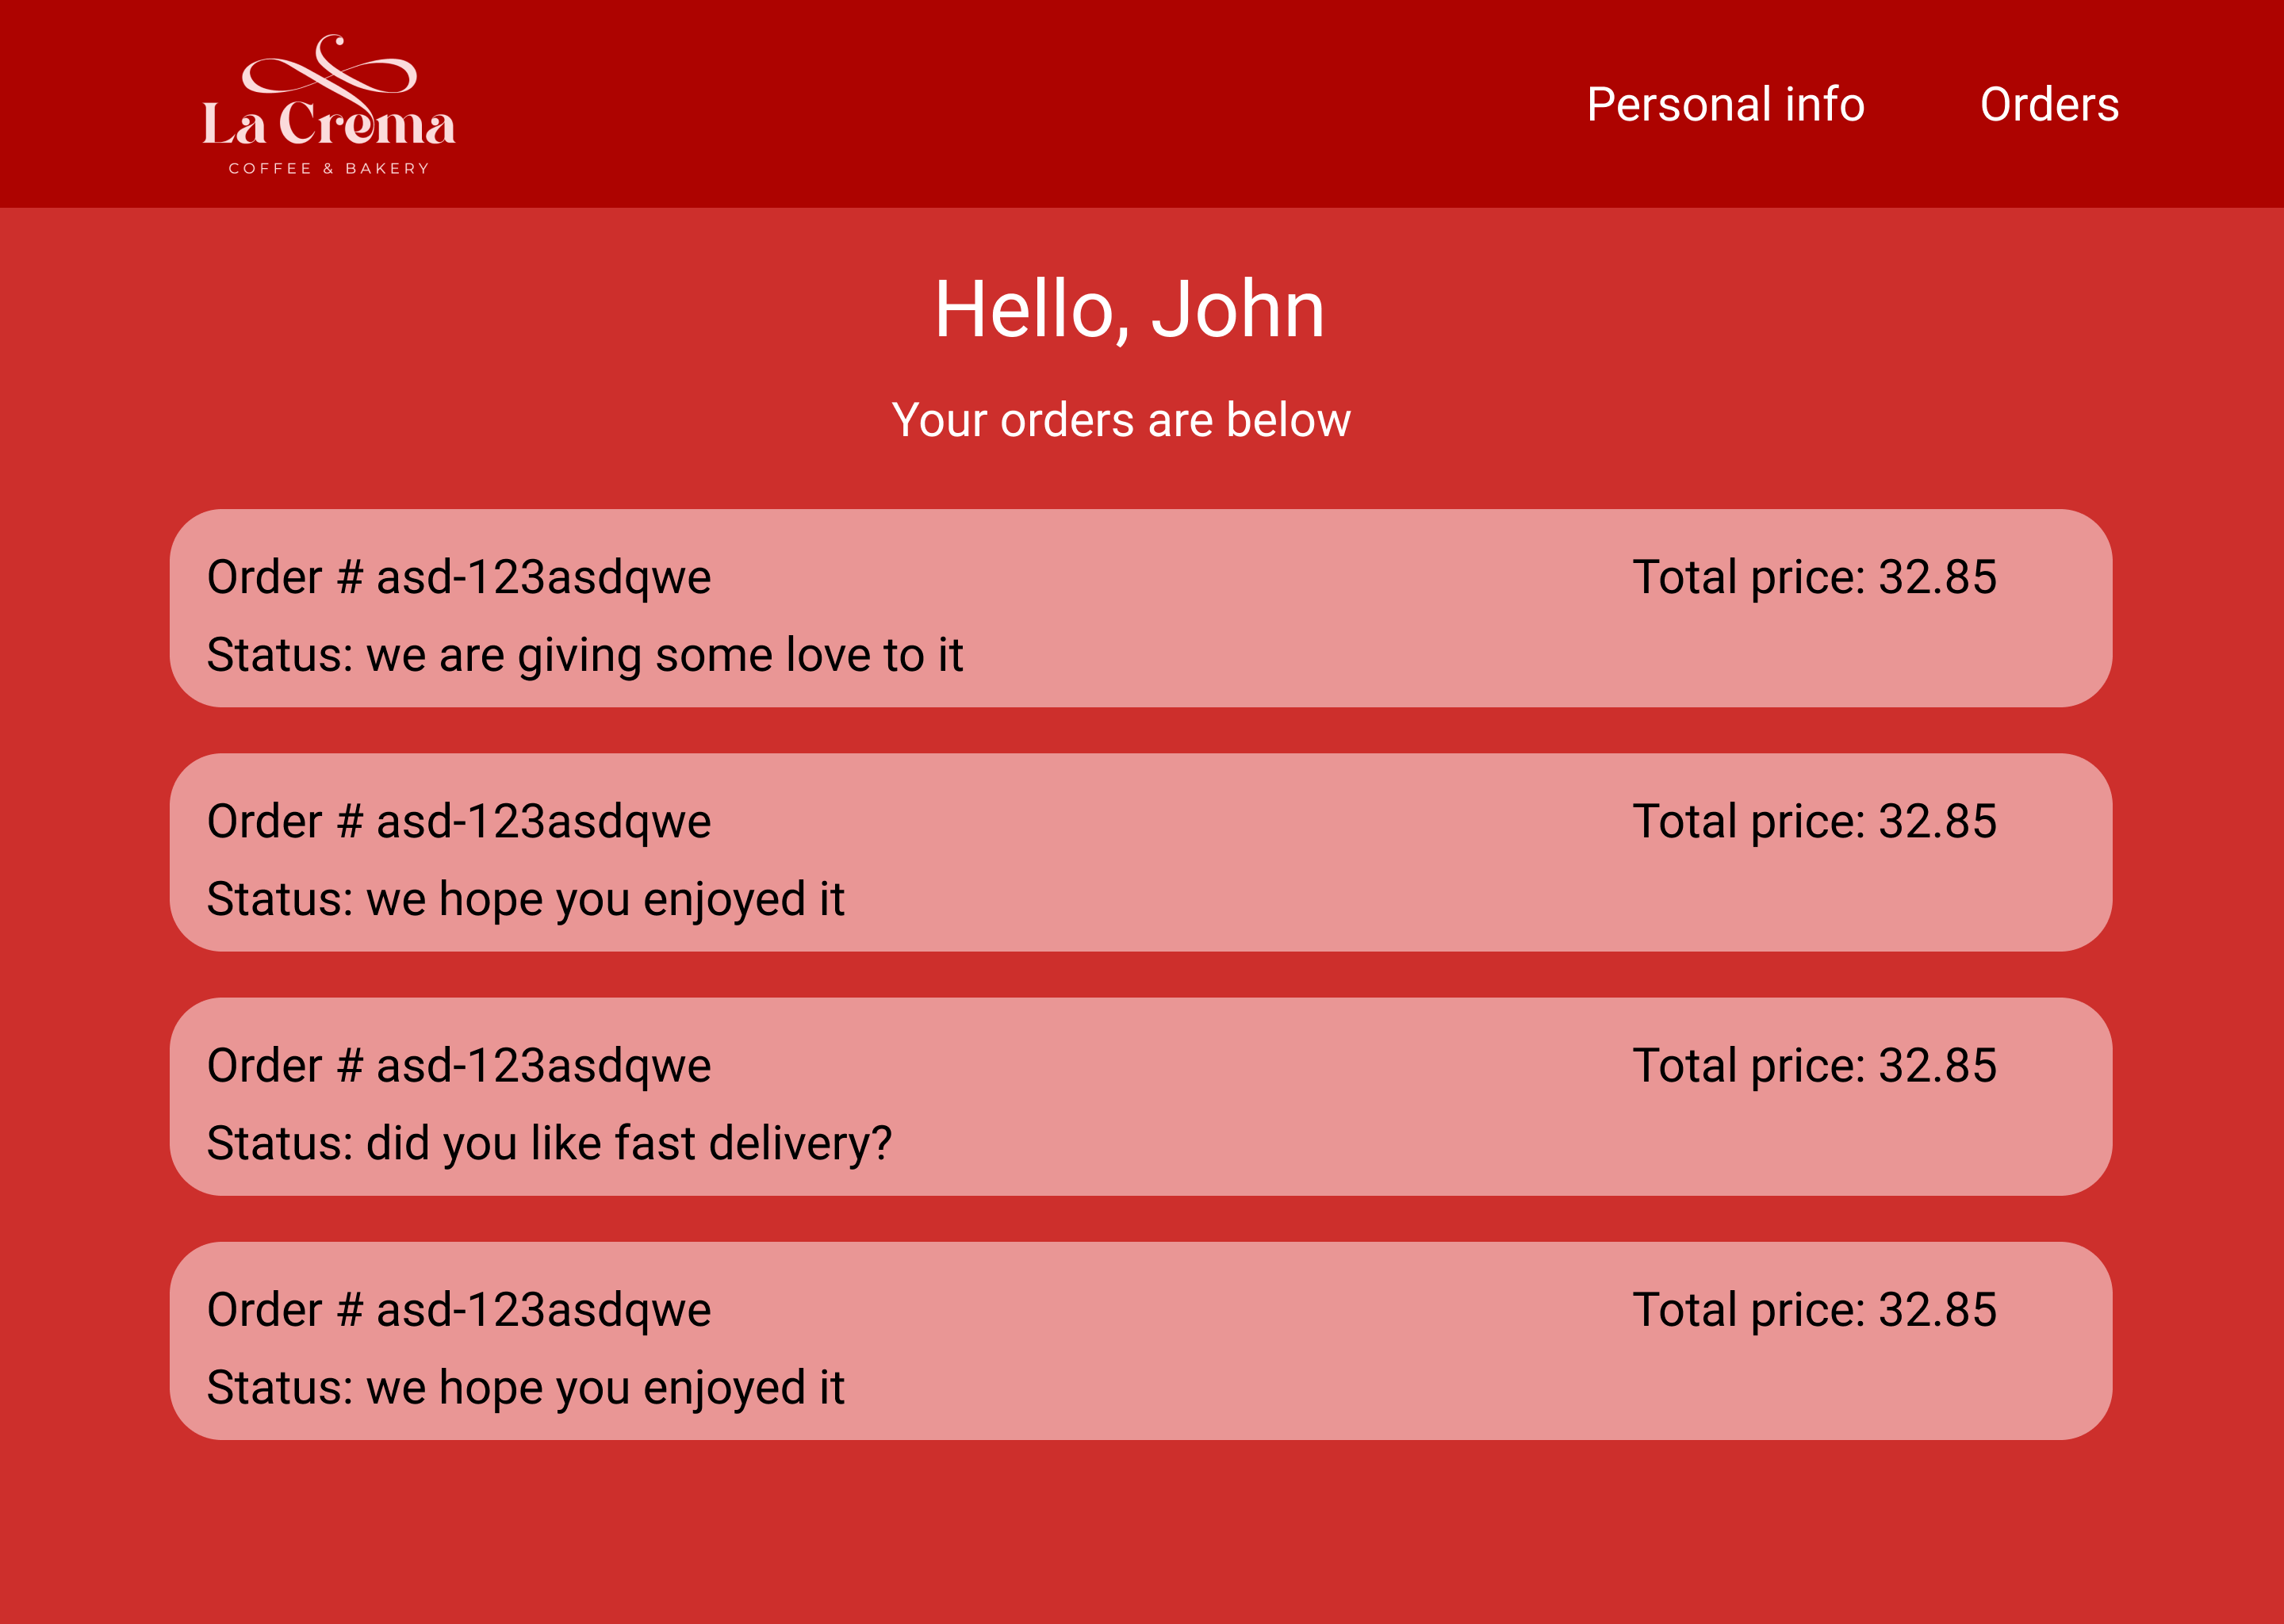 La Crema
COFFEE & BAKERY
Personal info
Orders
Hello, John
Your orders are below
Order # asd-123asdqwe
Total price: 32.85
Status: we are giving some love to it
Order # asd-123asdqwe
Total price: 32.85
Status: we hope you enjoyed it
Order # asd-123asdqwe
Total price: 32.85
Status: did you like fast delivery?
Order # asd-123asdqwe
Total price: 32.85
Status: we hope you enjoyed it